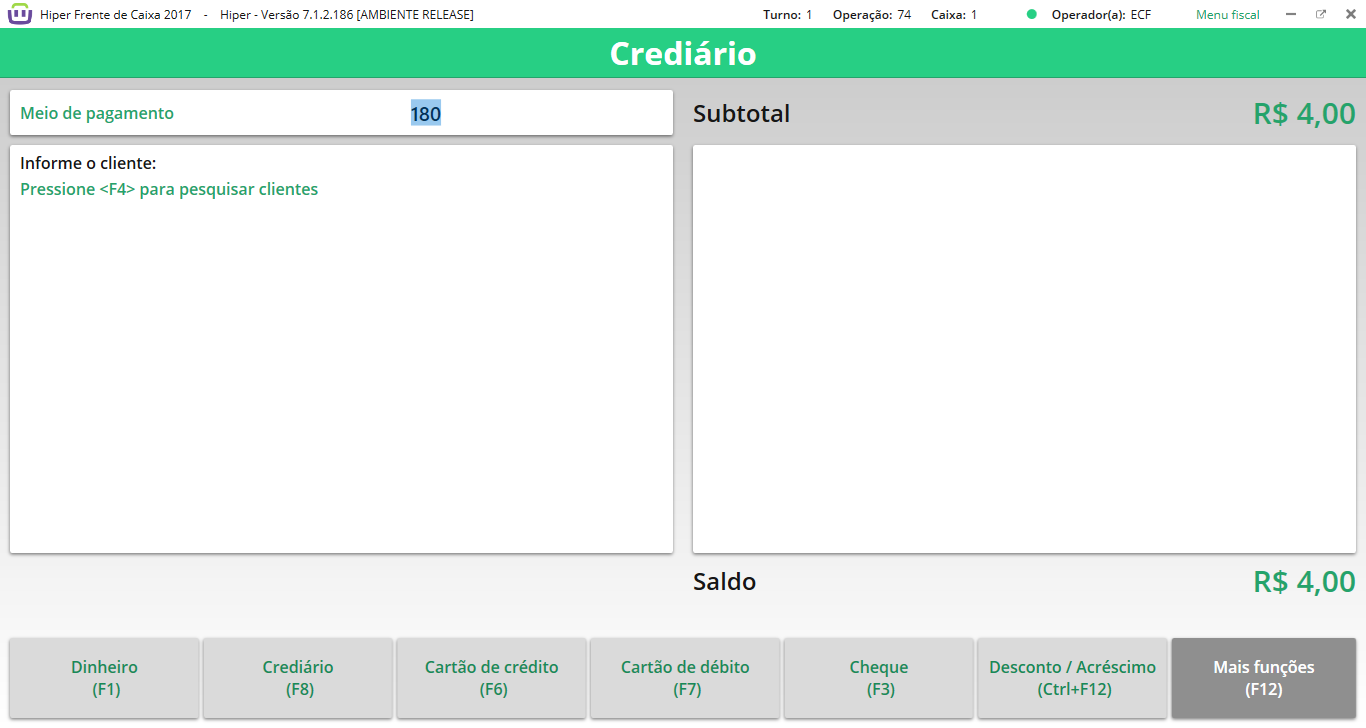 Hiper Frente de Caixa 2017 - Hiper - Versão 7.1.2.186 [AMBIENTE RELEASE] Turno: 1 Operação: 74 Caixa: 1 Operador(a): ECF Menu fiscal
Crediário
Meio de pagamento 180
Subtotal R$ 4,00
Informe o cliente:
Pressione <F4> para pesquisar clientes
Saldo R$ 4,00
Dinheiro
(F1)
Crediário
(F8)
Cartão de crédito
(F6)
Cartão de débito
(F7)
Cheque
(F3)
Desconto / Acréscimo
(Ctrl+F12)
Mais funções
(F12)